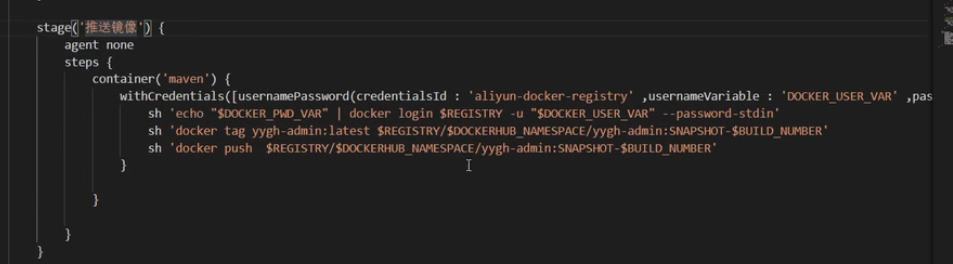 stage('推送镜像') {
agent none
steps {
container('maven') {
withCredentials([usernamePassword(credentialsId : 'aliyun-docker-registry' ,usernameVariable : 'DOCKER_USER_VAR' ,pas
sh 'echo "$DOCKER_PWD_VAR" | docker login $REGISTRY -u "$DOCKER_USER_VAR" --password-stdin'
sh 'docker tag yygh-admin:latest $REGISTRY/$DOCKERHUB_NAMESPACE/yygh-admin:SNAPSHOT-$BUILD_NUMBER'
sh 'docker push  $REGISTRY/$DOCKERHUB_NAMESPACE/yygh-admin:SNAPSHOT-$BUILD_NUMBER'
}
}
}
}